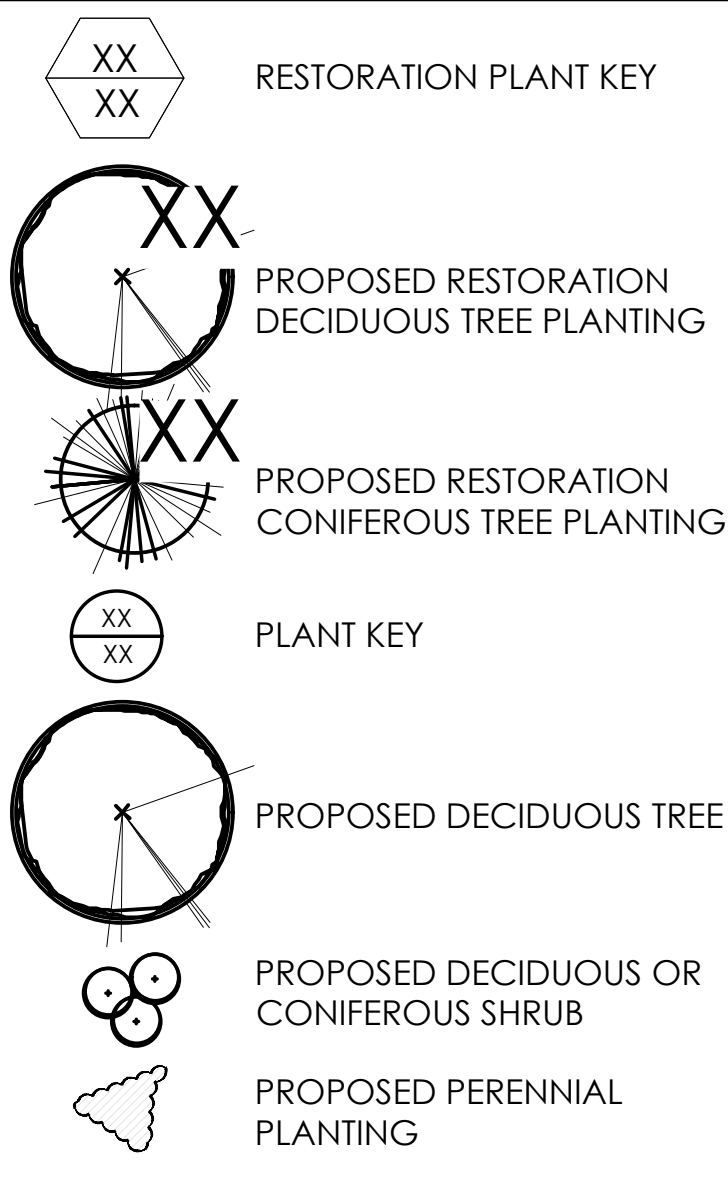 XX
XX
RESTORATION PLANT KEY
XX
PROPOSED RESTORATION
DECIDUOUS TREE PLANTING
XX
PROPOSED RESTORATION
CONIFEROUS TREE PLANTING
XX
XX
PLANT KEY
PROPOSED DECIDUOUS TREE
PROPOSED DECIDUOUS OR
CONIFEROUS SHRUB
PROPOSED PERENNIAL
PLANTING